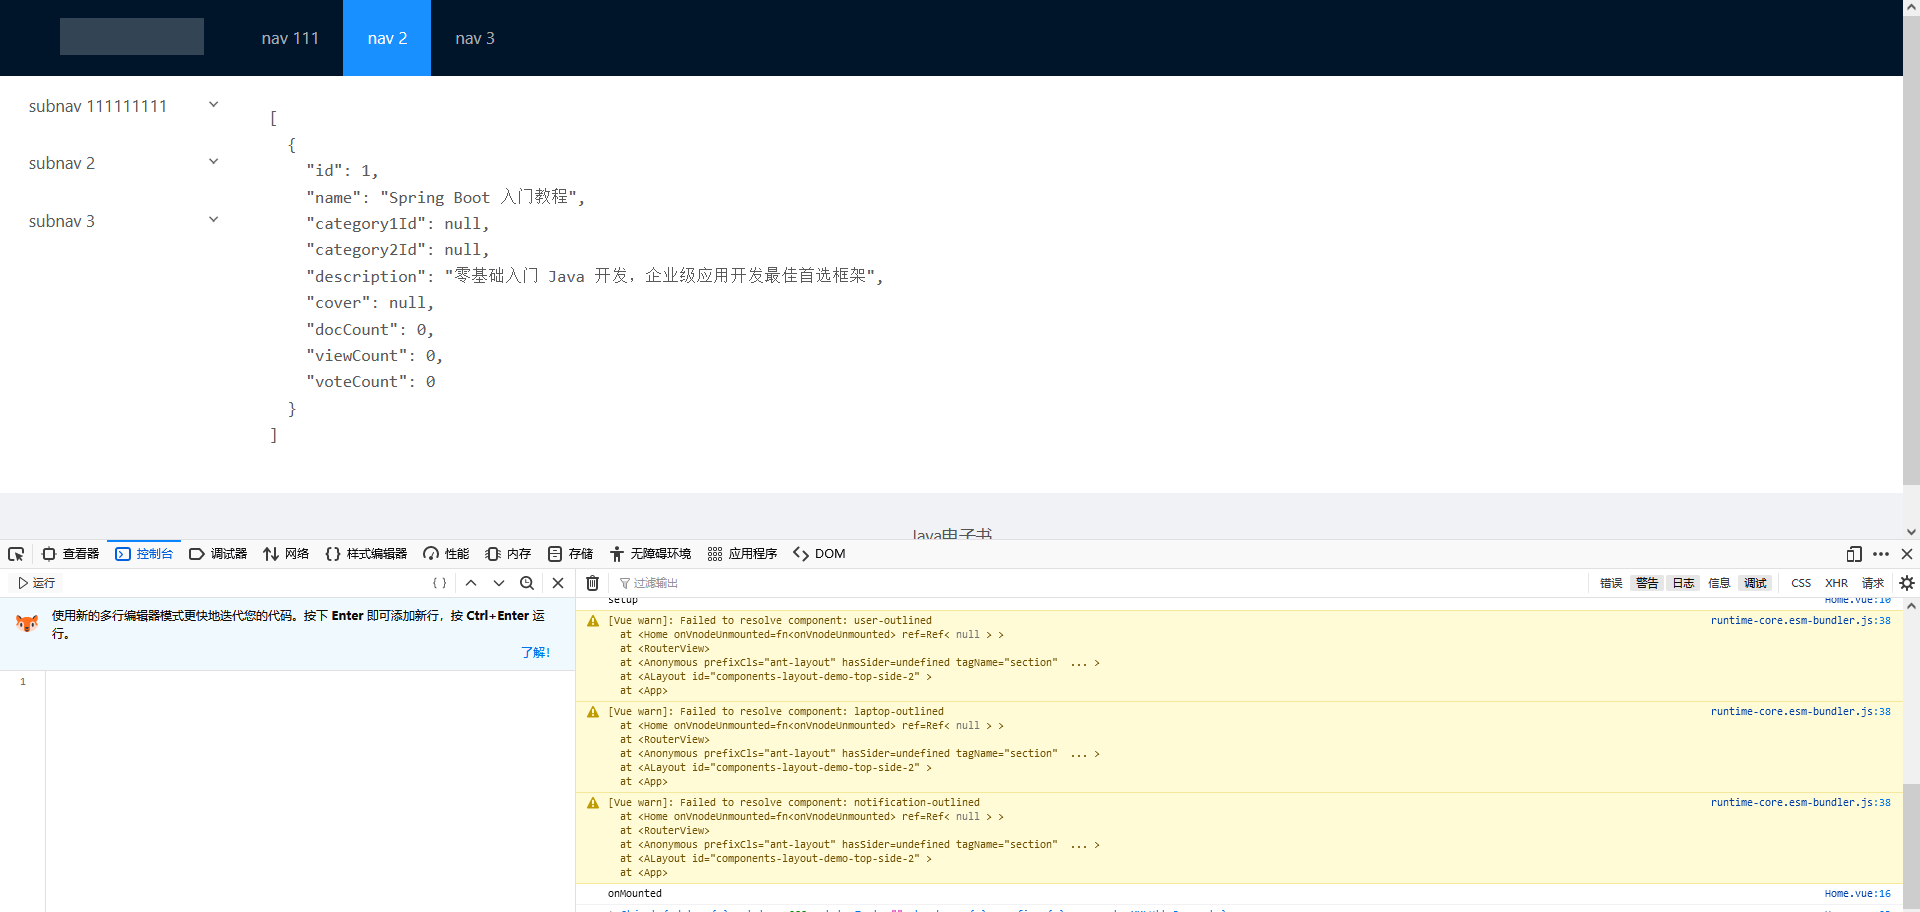 nav 111 nav 2 nav 3
subnav 111111111
subnav 2
subnav 3
[
{
"id": 1,
"name": "Spring Boot 入门教程",
"category1Id": null,
"category2Id": null,
"description": "零基础入门 Java 开发，企业级应用开发最佳首选框架",
"cover": null,
"docCount": 0,
"viewCount": 0,
"voteCount": 0
}
]
Java电子书
查看器 控制台 调试器 网络 样式编辑器 性能 内存 存储 无障碍环境 应用程序 DOM
运行 { }
过滤输出 错误 警告 日志 信息 调试 CSS XHR 请求
使用新的多行编辑器模式更快地迭代您的代码。按下 Enter 即可添加新行，按 Ctrl+Enter 运
行。
了解！
1
setup Home.vue:10
[Vue warn]: Failed to resolve component: user-outlined runtime-core.esm-bundler.js:38
at <Home onVnodeUnmounted=fn<onVnodeUnmounted> ref=Ref< null > >
at <RouterView>
at <Anonymous prefixCls="ant-layout" hasSider=undefined tagName="section" ... >
at <ALayout id="components-layout-demo-top-side-2" >
at <App>
[Vue warn]: Failed to resolve component: laptop-outlined runtime-core.esm-bundler.js:38
at <Home onVnodeUnmounted=fn<onVnodeUnmounted> ref=Ref< null > >
at <RouterView>
at <Anonymous prefixCls="ant-layout" hasSider=undefined tagName="section" ... >
at <ALayout id="components-layout-demo-top-side-2" >
at <App>
[Vue warn]: Failed to resolve component: notification-outlined runtime-core.esm-bundler.js:38
at <Home onVnodeUnmounted=fn<onVnodeUnmounted> ref=Ref< null > >
at <RouterView>
at <Anonymous prefixCls="ant-layout" hasSider=undefined tagName="section" ... >
at <ALayout id="components-layout-demo-top-side-2" >
at <App>
onMounted Home.vue:16